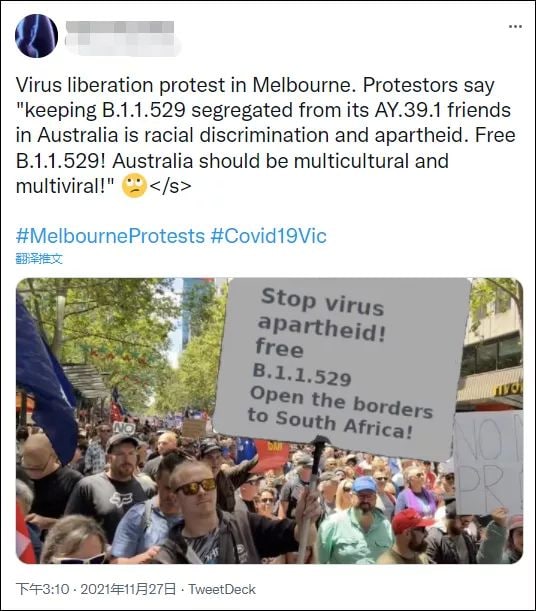 Virus liberation protest in Melbourne. Protestors say
"keeping B.1.1.529 segregated from its AY.39.1 friends
in Australia is racial discrimination and apartheid. Free
B.1.1.529! Australia should be multicultural and
multiviral!" 🙄</s>
#MelbourneProtests #Covid19Vic
翻译推文
Stop virus
apartheid!
free
B.1.1.529
Open the borders
to South Africa!
NO
NO
PR
FOX
下午3:10 · 2021年11月27日 · TweetDeck